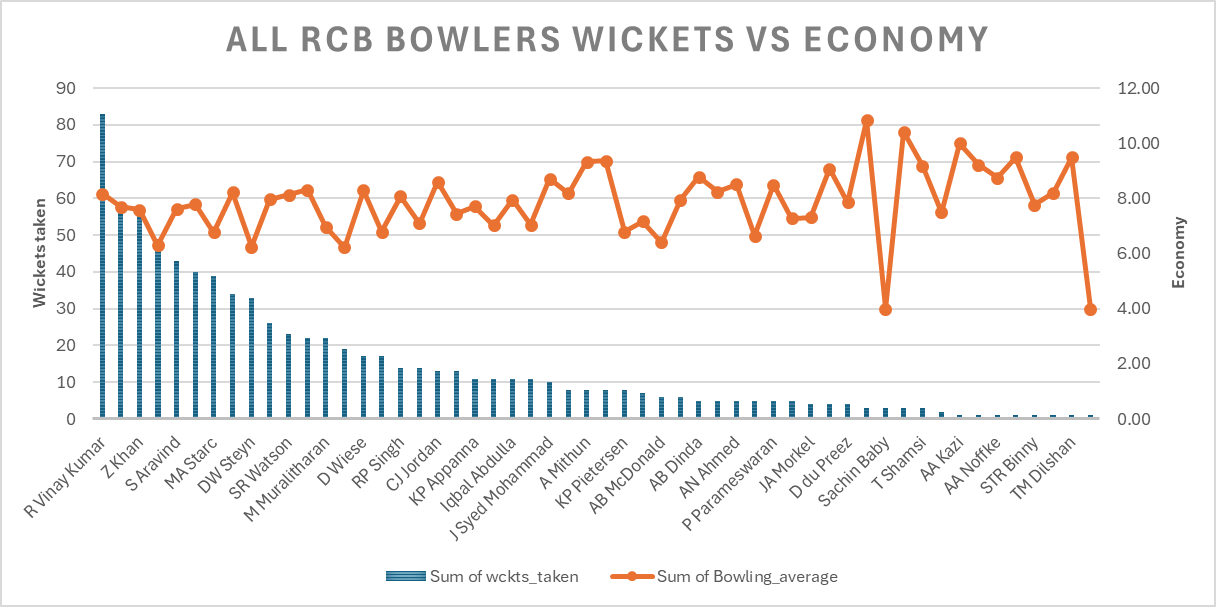 ALL RCB BOWLERS WICKETS VS ECONOMY
90
80
70
60
50
40
30
20
10
0
Wickets taken
12.00
10.00
8.00
6.00
4.00
2.00
0.00
Economy
R Vinay Kumar
Z Khan
S Aravind
MA Starc
DW Steyn
SR Watson
M Muralitharan
D Wiese
RP Singh
CJ Jordan
KP Appanna
Iqbal Abdulla
J Syed Mohammad
A Mithun
KP Pietersen
AB McDonald
AB Dinda
AN Ahmed
P Parameswaran
JA Morkel
D du Preez
Sachin Baby
T Shamsi
AA Kazi
AA Noffke
STR Binny
TM Dilshan
Sum of wckts_taken
Sum of Bowling_average